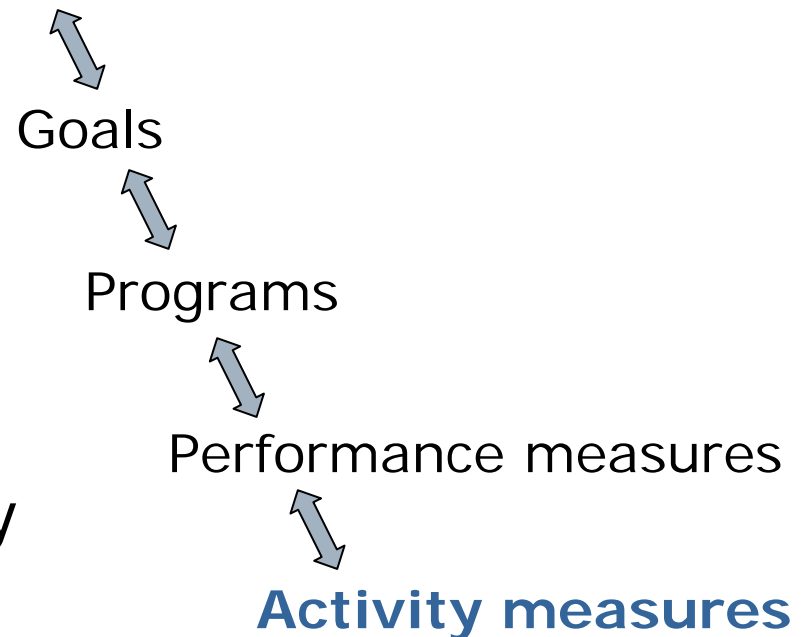 Goals
Programs
Performance measures
y
Activity measures